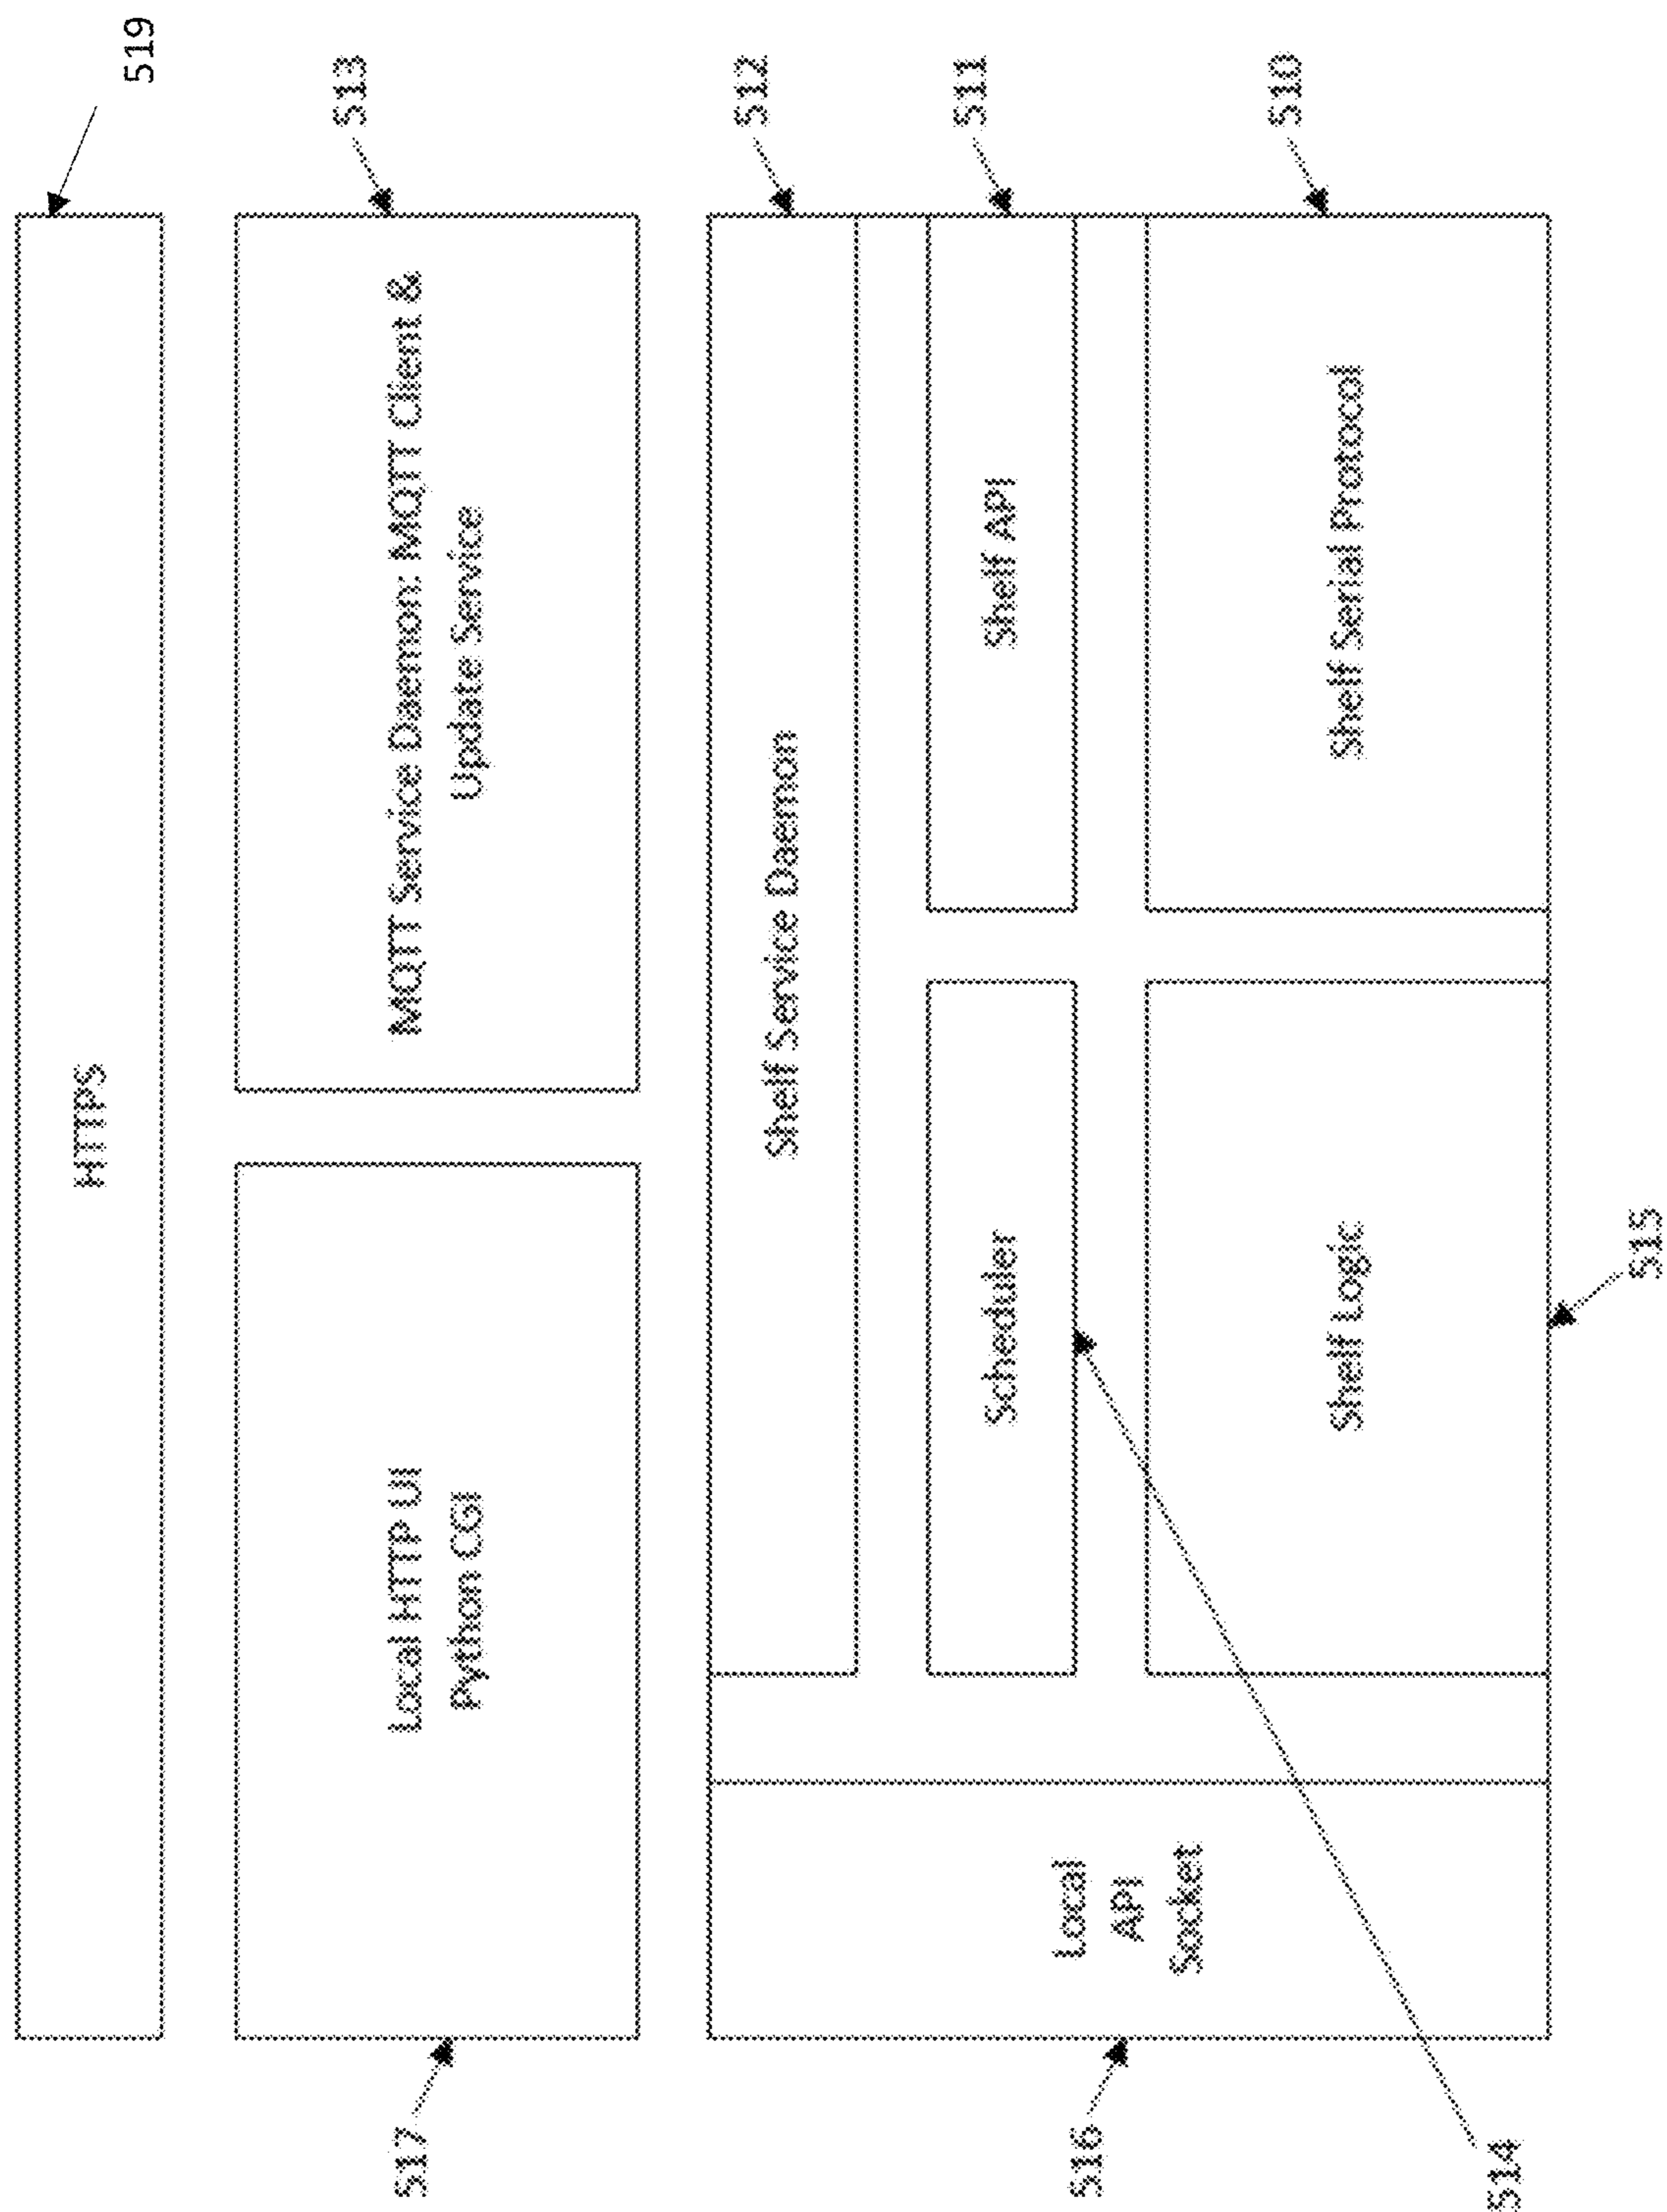 HTTPS
519
Local HTTP UI
Python CGI
517
MQTT Service Daemon: MQTT client &
Update Service
513
Shelf Service Daemon
512
Local
API
Socket
516
Scheduler
514
Shelf API
511
Shelf Logic
515
Shelf Serial Protocol
510